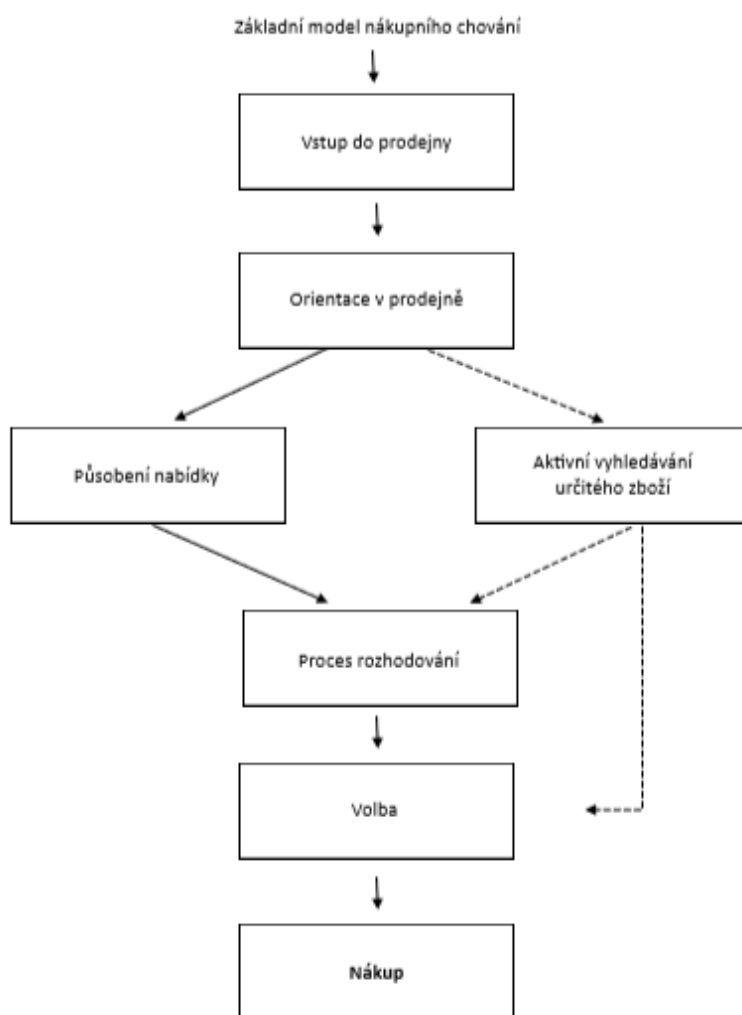 Základní model nákupního chování
Vstup do prodejny
Orientace v prodejně
Působení nabídky
Aktivní vyhledávání
určitého zboží
Proces rozhodování
Volba
Nákup